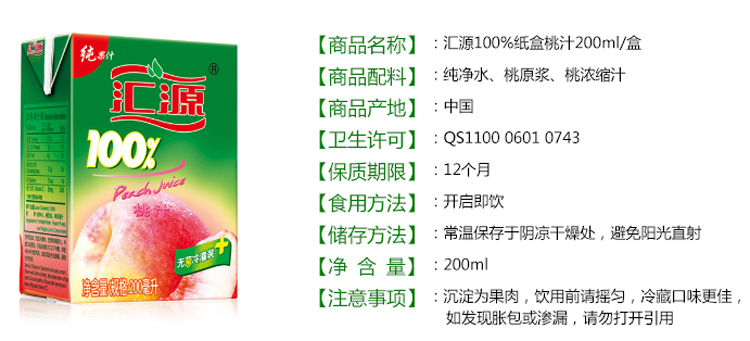 纯果汁
汇源®
100%
Peach Juice
桃汁
无菌冷灌装+
净含量/规格:200毫升
【商品名称】:汇源100%纸盒桃汁200ml/盒
【商品配料】:纯净水、桃原浆、桃浓缩汁
【商品产地】:中国
【卫生许可】:QS1100 0601 0743
【保质期限】:12个月
【食用方法】:开启即饮
【储存方法】:常温保存于阴凉干燥处，避免阳光直射
【净 含 量】:200ml
【注意事项】:沉淀为果肉，饮用前请摇匀，冷藏口味更佳，
如发现胀包或渗漏，请勿打开引用